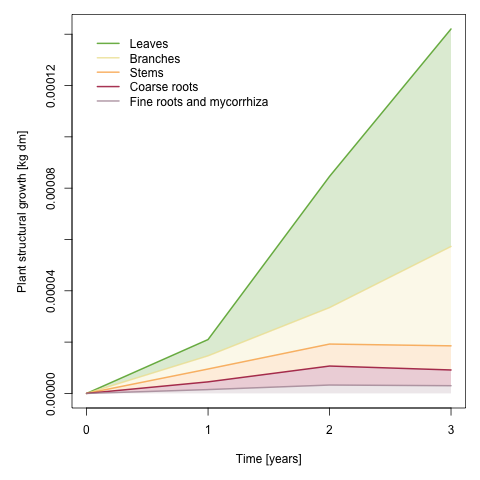 Leaves
Branches
Stems
Coarse roots
Fine roots and mycorrhiza
Plant structural growth [kg dm]
0.00012
0.00008
0.00004
0.00000
0 1 2 3
Time [years]